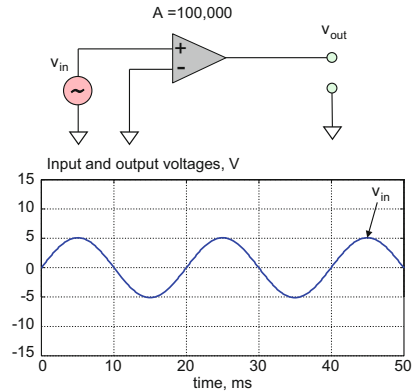 A =100,000
v_out
v_in
+
-
~
Input and output voltages, V
v_in
15
10
5
0
-5
-10
-15
0 10 20 30 40 50
time, ms